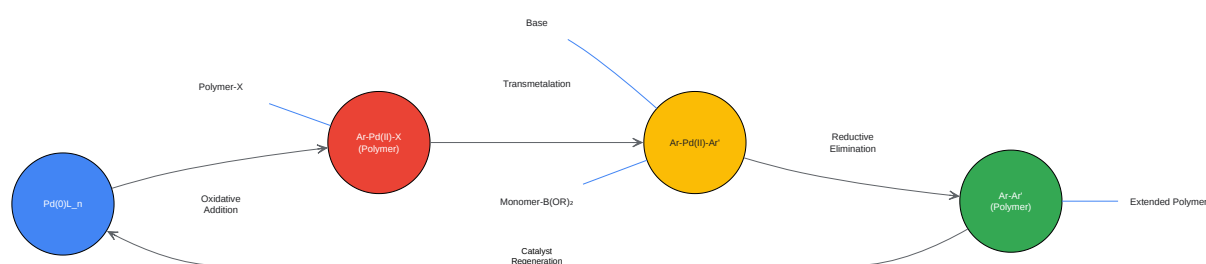 Base
Polymer-X
Transmetalation
Ar-Pd(II)-X
(Polymer)
Ar-Pd(II)-Ar'
Reductive
Elimination
Pd(0)L_n
Oxidative
Addition
Monomer-B(OR)₂
Ar-Ar'
(Polymer)
Extended Polymer
Catalyst
Regeneration